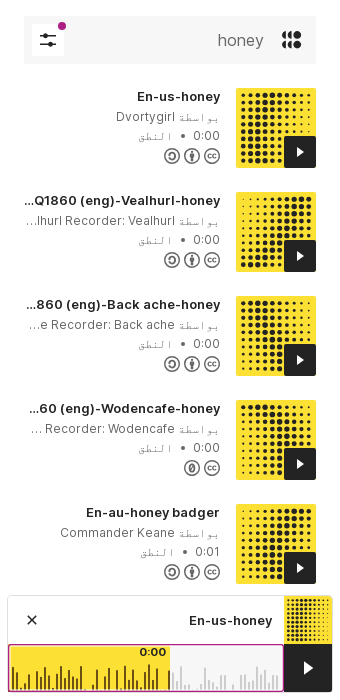 honey
En-us-honey
بواسطة Dvortygirl
0:00 • النطق
...Q1860 (eng)-Vealhurl-honey
بواسطة lhurl Recorder: Vealhurl...
0:00 • النطق
...860 (eng)-Back ache-honey
بواسطة e Recorder: Back ache...
0:00 • النطق
...60 (eng)-Wodencafe-honey
بواسطة Recorder: Wodencafe ...
0:00 • النطق
En-au-honey badger
بواسطة Commander Keane
0:01 • النطق
En-us-honey
0:00